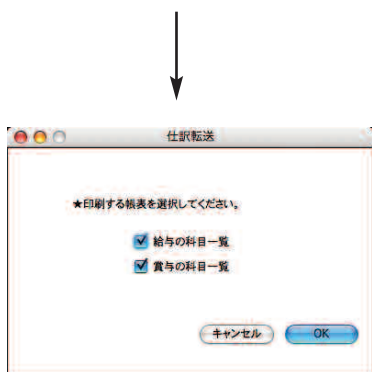 仕訳転送
★印刷する帳表を選択してください。
給与の科目一覧
賞与の科目一覧
キャンセル OK